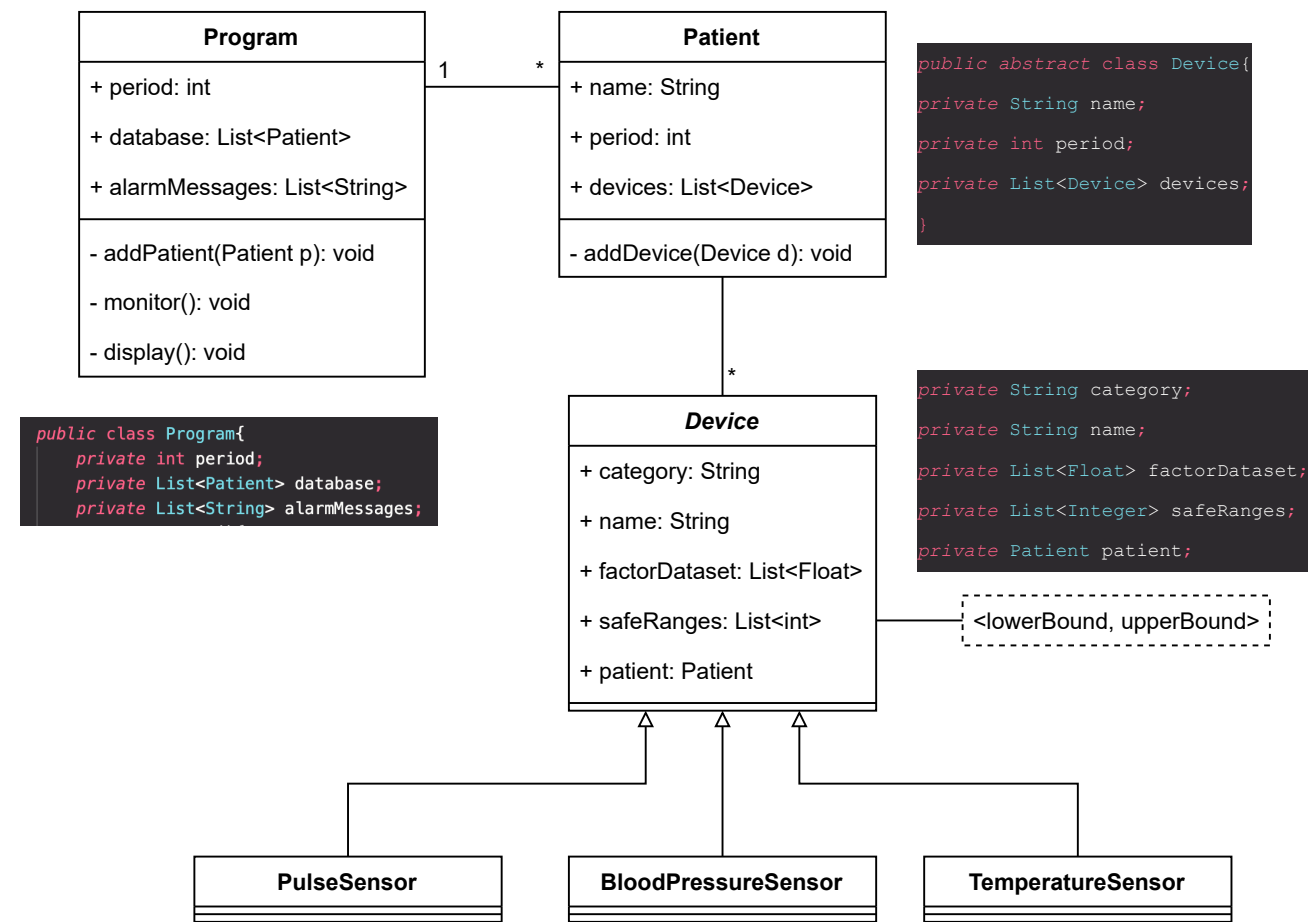 Program
+ period: int
+ database: List<Patient>
+ alarmMessages: List<String>
- addPatient(Patient p): void
- monitor(): void
- display(): void
1
*
Patient
+ name: String
+ period: int
+ devices: List<Device>
- addDevice(Device d): void
public abstract class Device{
private String name;
private int period;
private List<Device> devices;
}
*
public class Program{
private int period;
private List<Patient> database;
private List<String> alarmMessages;
Device
+ category: String
+ name: String
+ factorDataset: List<Float>
+ safeRanges: List<int>
+ patient: Patient
private String category;
private String name;
private List<Float> factorDataset;
private List<Integer> safeRanges;
private Patient patient;
<lowerBound, upperBound>
PulseSensor
BloodPressureSensor
TemperatureSensor